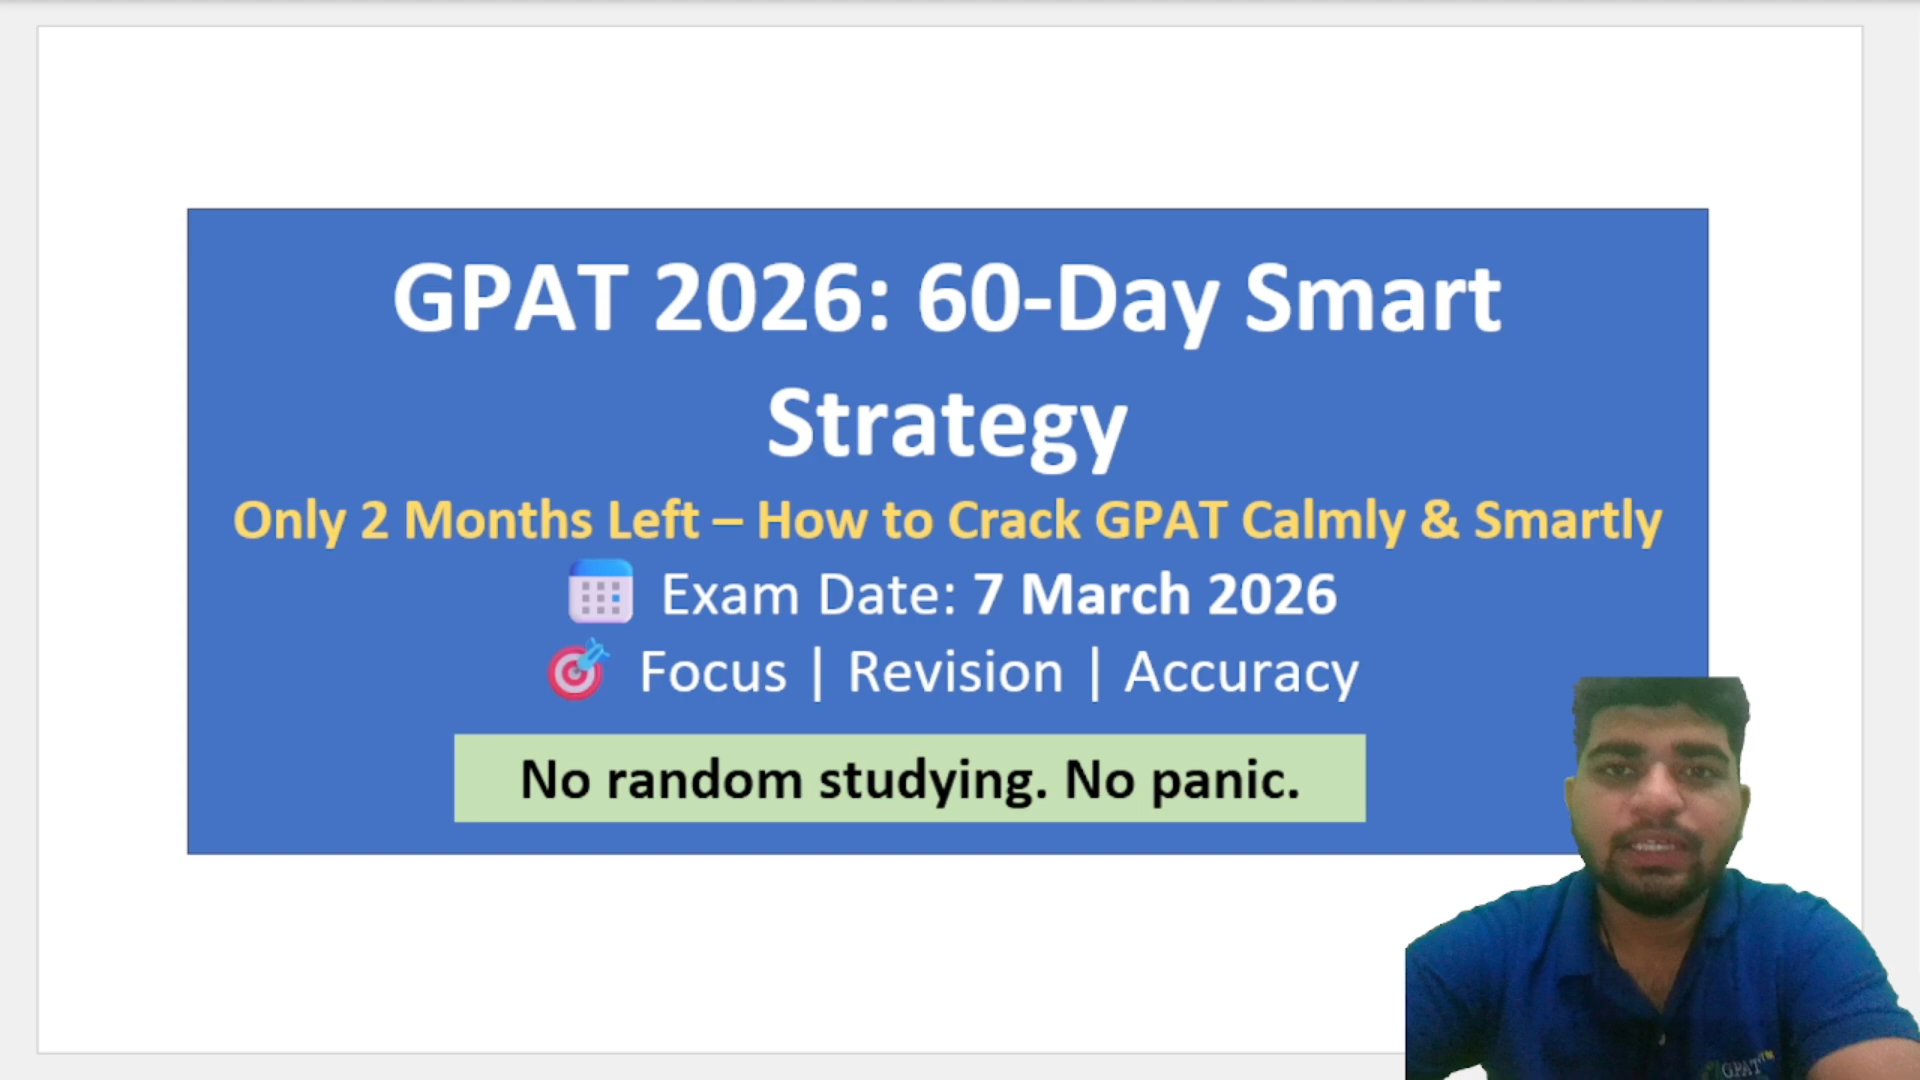 GPAT 2026: 60-Day Smart
Strategy
Only 2 Months Left – How to Crack GPAT Calmly & Smartly
Exam Date: 7 March 2026
Focus | Revision | Accuracy
No random studying. No panic.
GPAT